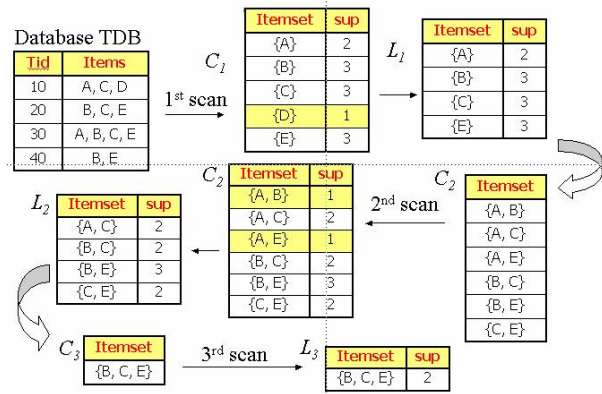 Database TDB
Tid Items
10 A, C, D
20 B, C, E
30 A, B, C, E
40 B, E
1st scan
C1
Itemset sup
{A} 2
{B} 3
{C} 3
{D} 1
{E} 3
L1
Itemset sup
{A} 2
{B} 3
{C} 3
{E} 3
C2
Itemset
{A, B}
{A, C}
{A, E}
{B, C}
{B, E}
{C, E}
2nd scan
C2
Itemset sup
{A, B} 1
{A, C} 2
{A, E} 1
{B, C} 2
{B, E} 3
{C, E} 2
L2
Itemset sup
{A, C} 2
{B, C} 2
{B, E} 3
{C, E} 2
C3
Itemset
{B, C, E}
3rd scan
L3
Itemset sup
{B, C, E} 2